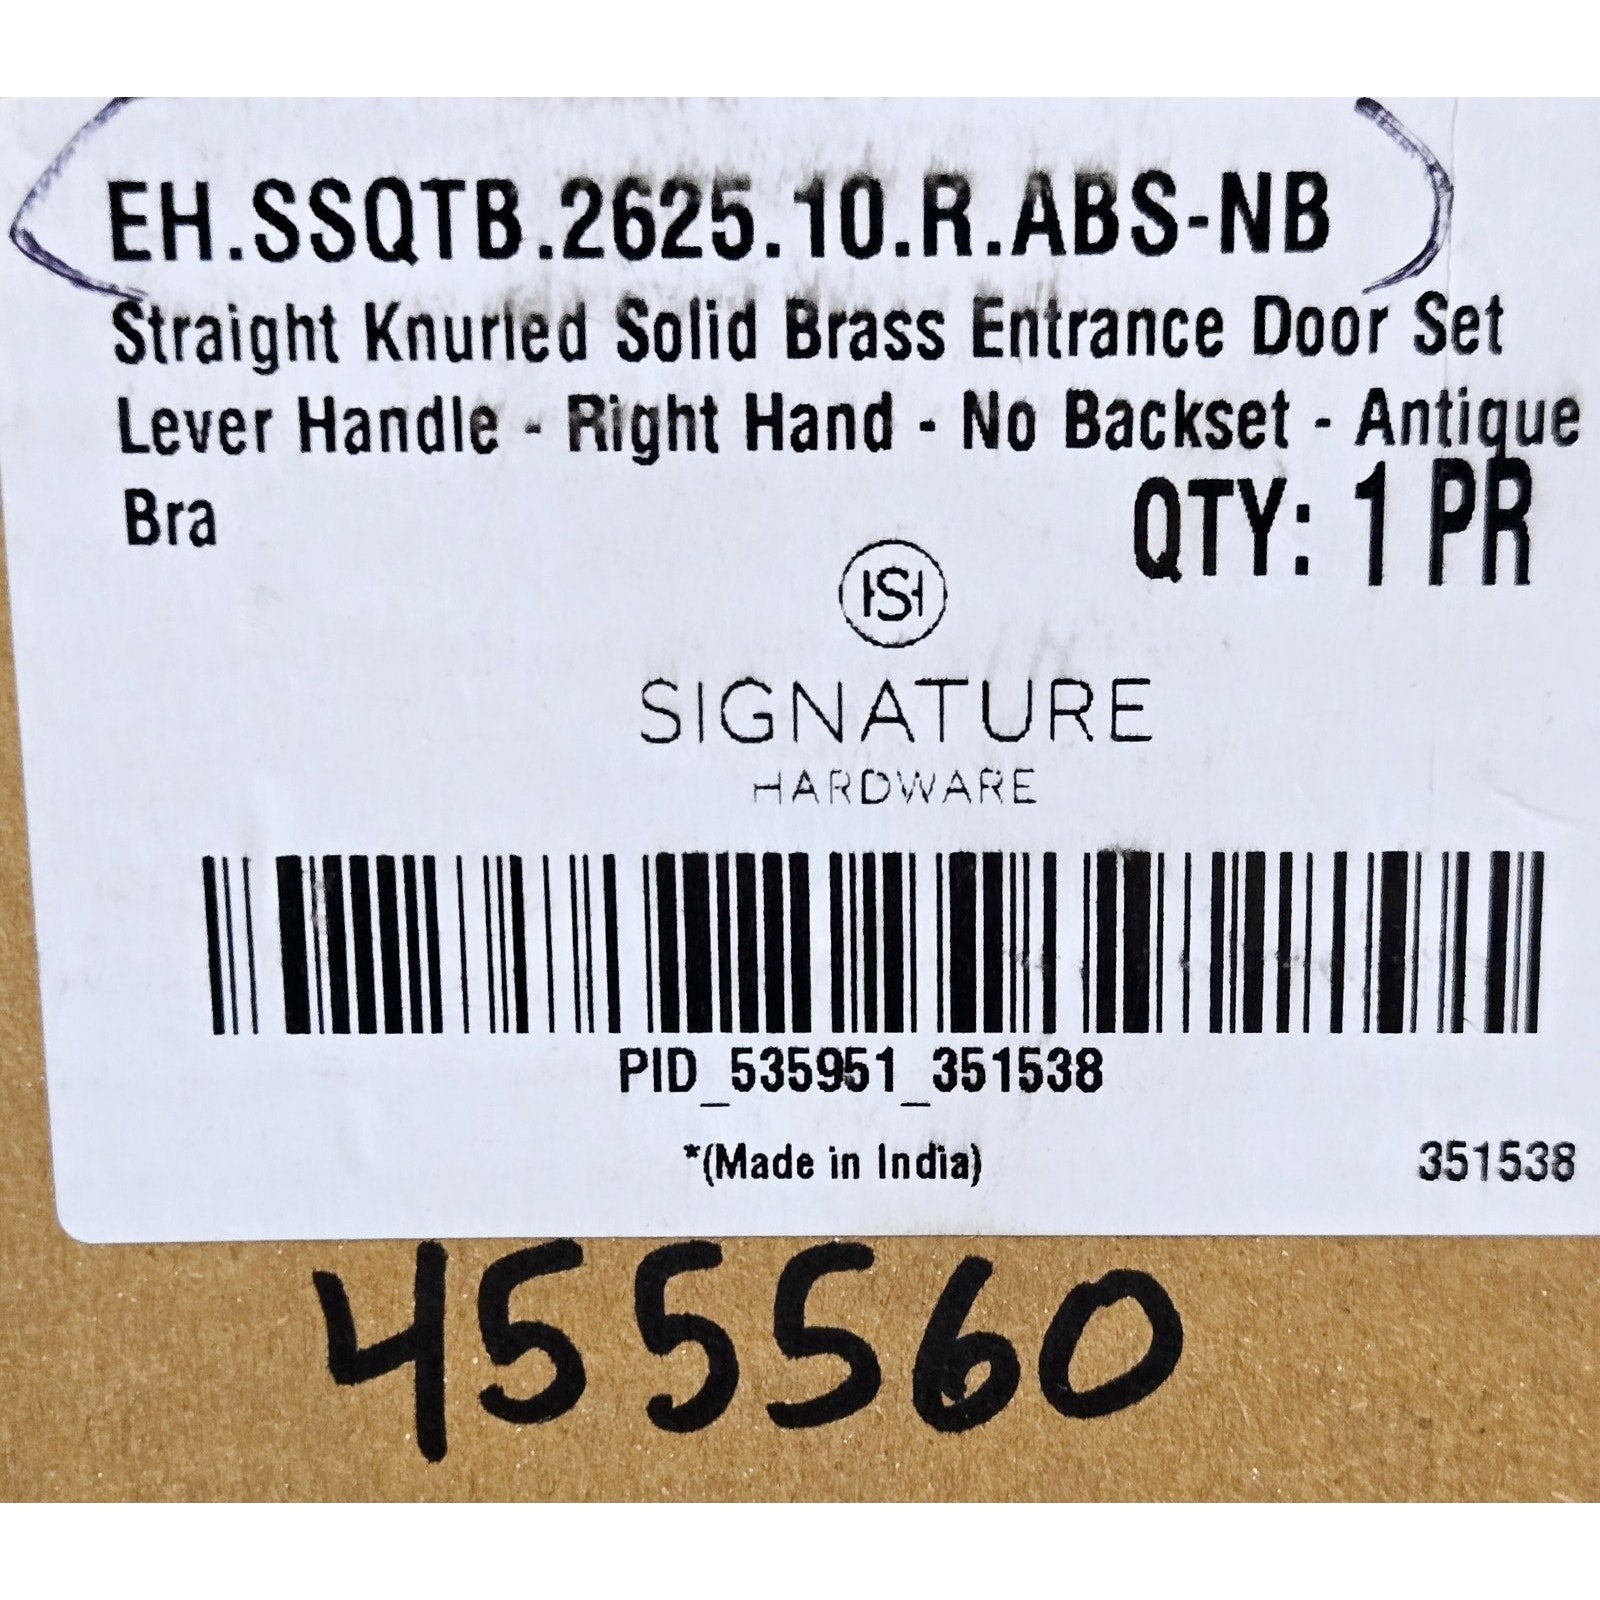 EH.SSQTB.2625.10.R.ABS-NB
Straight Knurled Solid Brass Entrance Door Set
Lever Handle - Right Hand - No Backset - Antique
Bra
QTY: 1 PR
HS
SIGNATURE
HARDWARE
PID_535951_351538
*(Made in India)
351538
455560